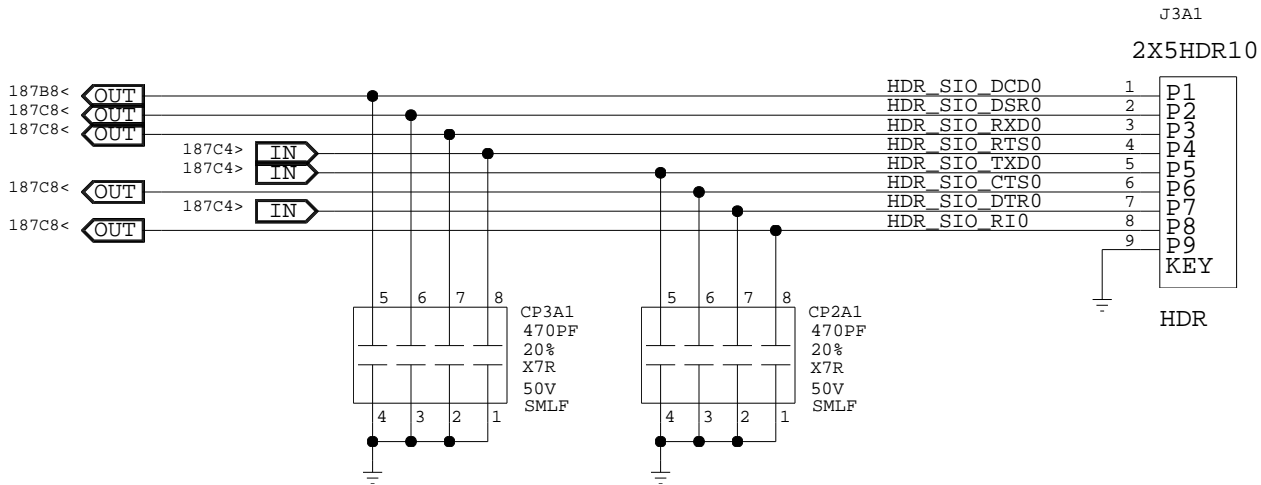 J3A1
2X5HDR10
187B8< OUT HDR_SIO_DCD0 1 P1
187C8< OUT HDR_SIO_DSR0 2 P2
187C8< OUT HDR_SIO_RXD0 3 P3
187C4> IN HDR_SIO_RTS0 4 P4
187C4> IN HDR_SIO_TXD0 5 P5
187C8< OUT HDR_SIO_CTS0 6 P6
187C4> IN HDR_SIO_DTR0 7 P7
187C8< OUT HDR_SIO_RI0 8 P8
9 P9
KEY
HDR
5 6 7 8
CP3A1
470PF
20%
X7R
50V
SMLF
4 3 2 1
5 6 7 8
CP2A1
470PF
20%
X7R
50V
SMLF
4 3 2 1